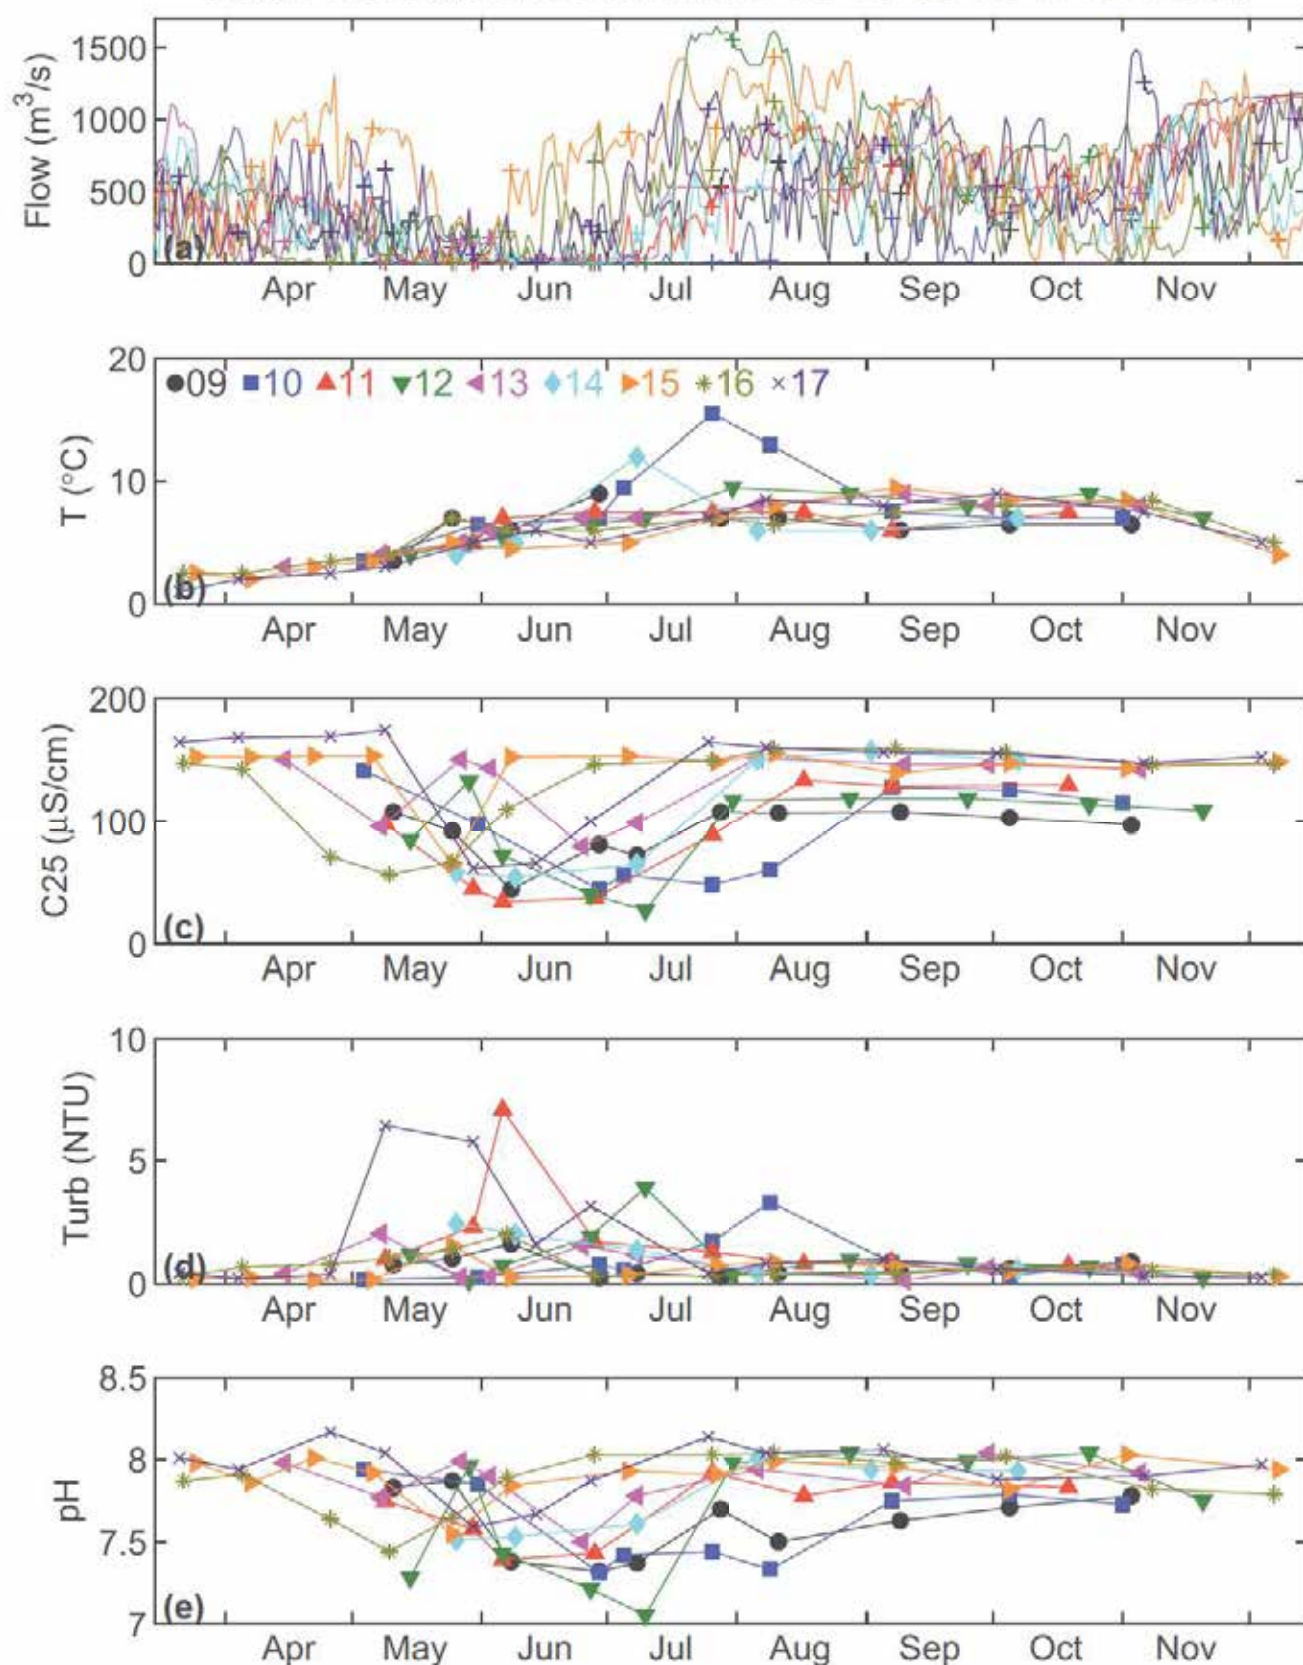 1500
1000
500
0
Flow (m³/s)
(a)
Apr May Jun Jul Aug Sep Oct Nov
20
10
0
T (°C)
09 10 11 12 13 14 15 16 17
(b)
Apr May Jun Jul Aug Sep Oct Nov
200
100
0
C25 (µS/cm)
(c)
Apr May Jun Jul Aug Sep Oct Nov
10
5
0
Turb (NTU)
(d)
Apr May Jun Jul Aug Sep Oct Nov
8.5
8
7.5
7
pH
(e)
Apr May Jun Jul Aug Sep Oct Nov